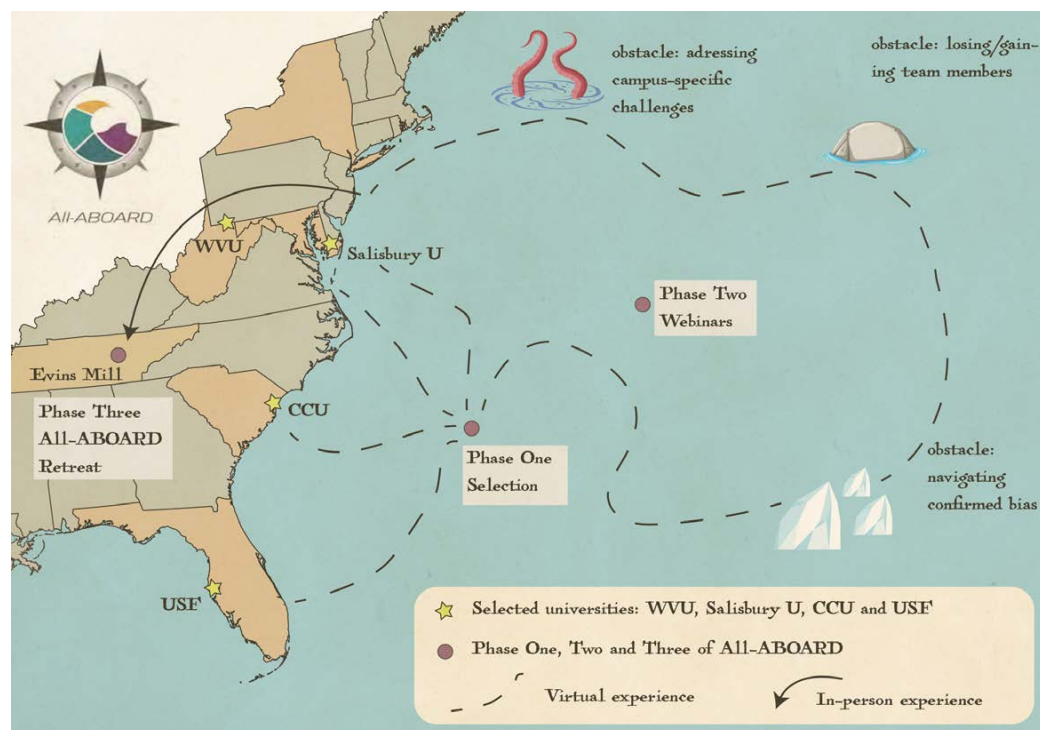 All-ABOARD
obstacle: adressing
campus-specific
challenges
obstacle: losing/gain-
ing team members
WVU
Salisbury U
Phase Two
Webinars
Evins Mill
Phase Three
All-ABOARD
Retreat
CCU
Phase One
Selection
obstacle:
navigating
confirmed bias
USF
Selected universities: WVU, Salisbury U, CCU and USF
Phase One, Two and Three of All-ABOARD
Virtual experience
In-person experience